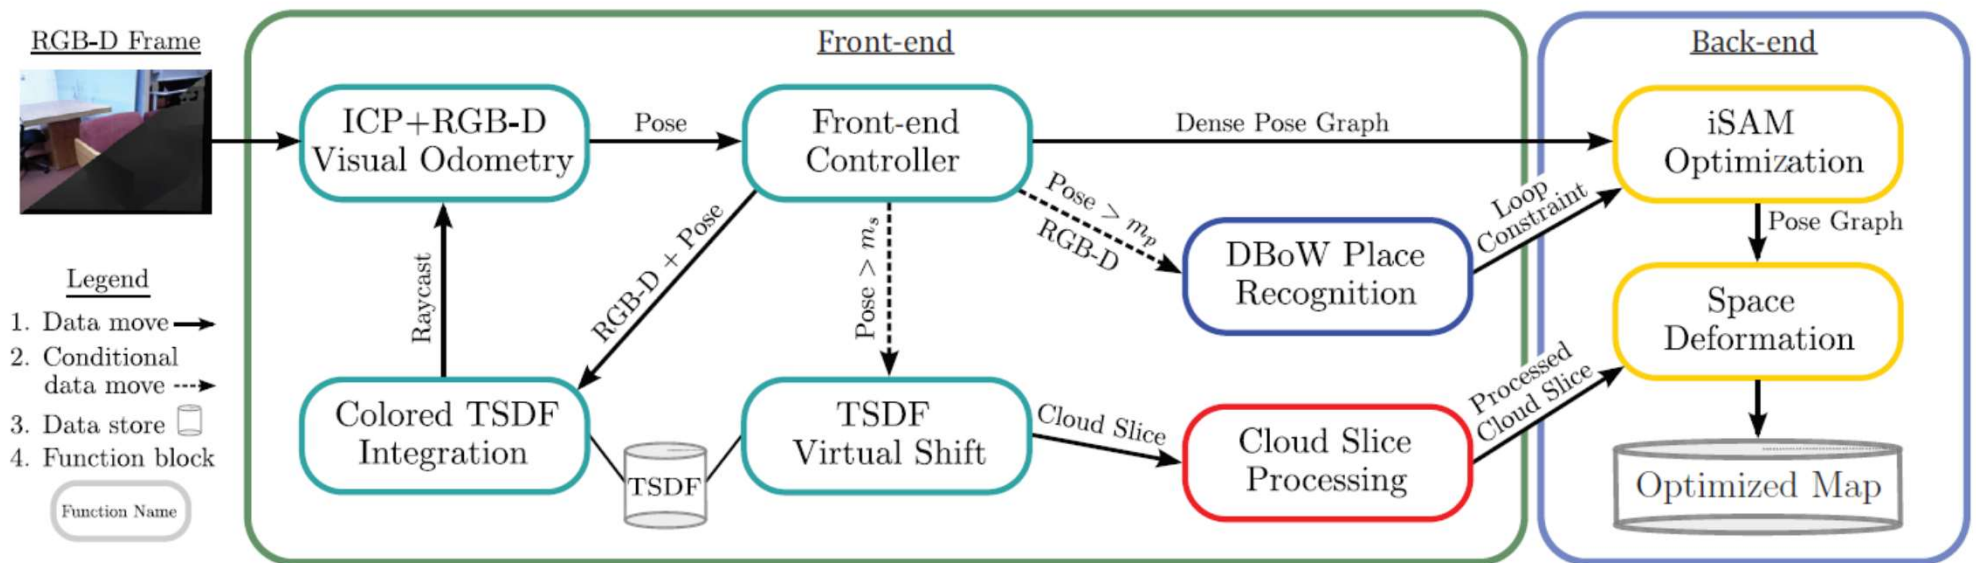 RGB-D Frame
Front-end
Back-end
ICP+RGB-D
Visual Odometry
Pose
Front-end
Controller
Dense Pose Graph
iSAM
Optimization
Pose > mₚ
RGB-D
Loop
Constraint
Pose Graph
DBoW Place
Recognition
Space
Deformation
Raycast
RGB-D + Pose
Pose > mₛ
Legend
1. Data move
2. Conditional
data move
3. Data store
4. Function block
Function Name
Colored TSDF
Integration
TSDF
TSDF
Virtual Shift
Cloud Slice
Cloud Slice
Processing
Processed
Cloud Slice
Optimized Map